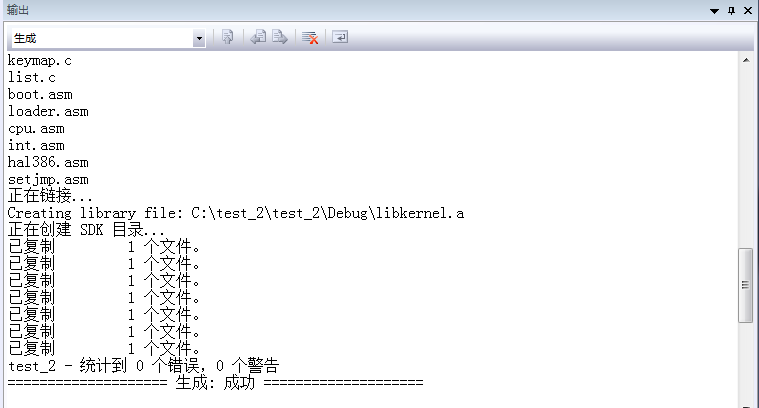 输出
生成
keymap.c
list.c
boot.asm
loader.asm
cpu.asm
int.asm
hal386.asm
setjmp.asm
正在链接...
Creating library file: C:\test_2\test_2\Debug\libkernel.a
正在创建 SDK 目录...
已复制         1 个文件。
已复制         1 个文件。
已复制         1 个文件。
已复制         1 个文件。
已复制         1 个文件。
已复制         1 个文件。
已复制         1 个文件。
test_2 - 统计到 0 个错误，0 个警告
==================== 生成: 成功 ====================